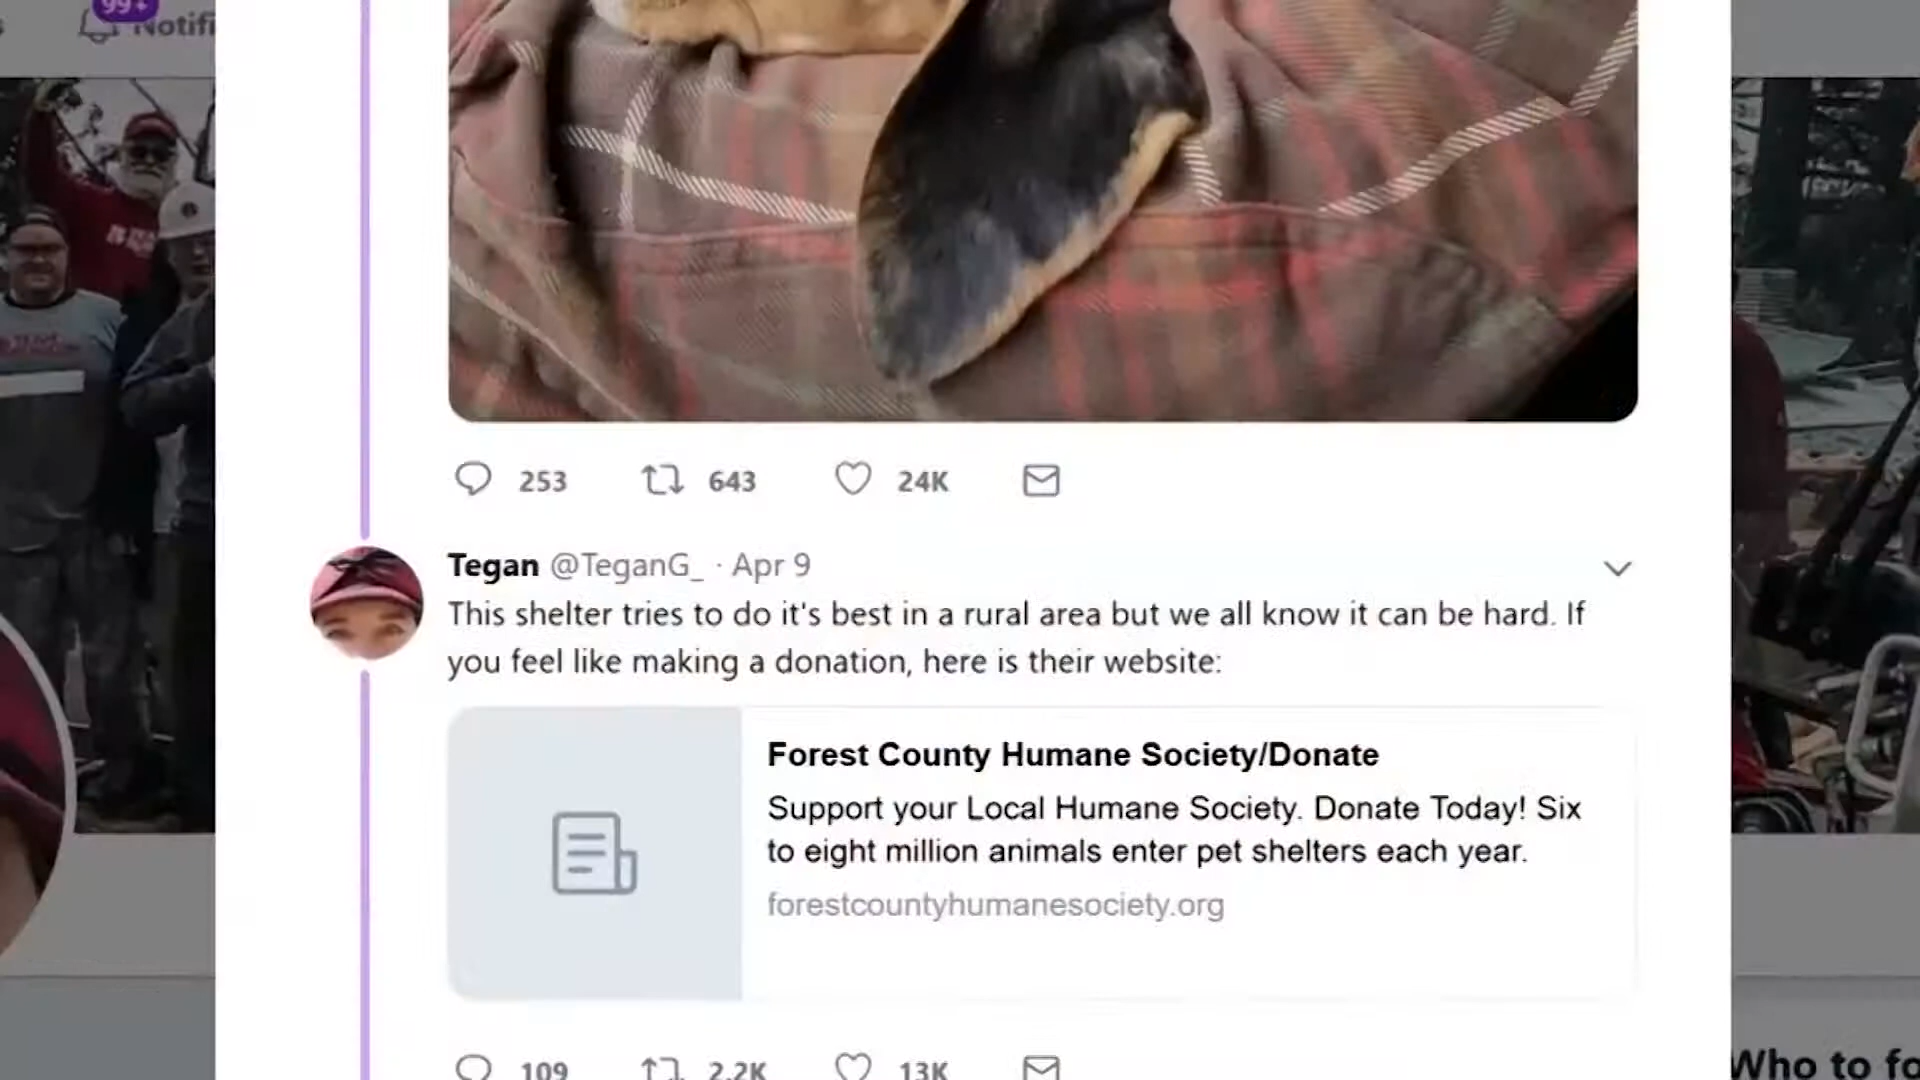 99+
Notifi
253 643 24K
Tegan @TeganG_ · Apr 9
This shelter tries to do it's best in a rural area but we all know it can be hard. If
you feel like making a donation, here is their website:
Forest County Humane Society/Donate
Support your Local Humane Society. Donate Today! Six
to eight million animals enter pet shelters each year.
forestcountyhumanesociety.org
109 2.2K 13K
Who to fo